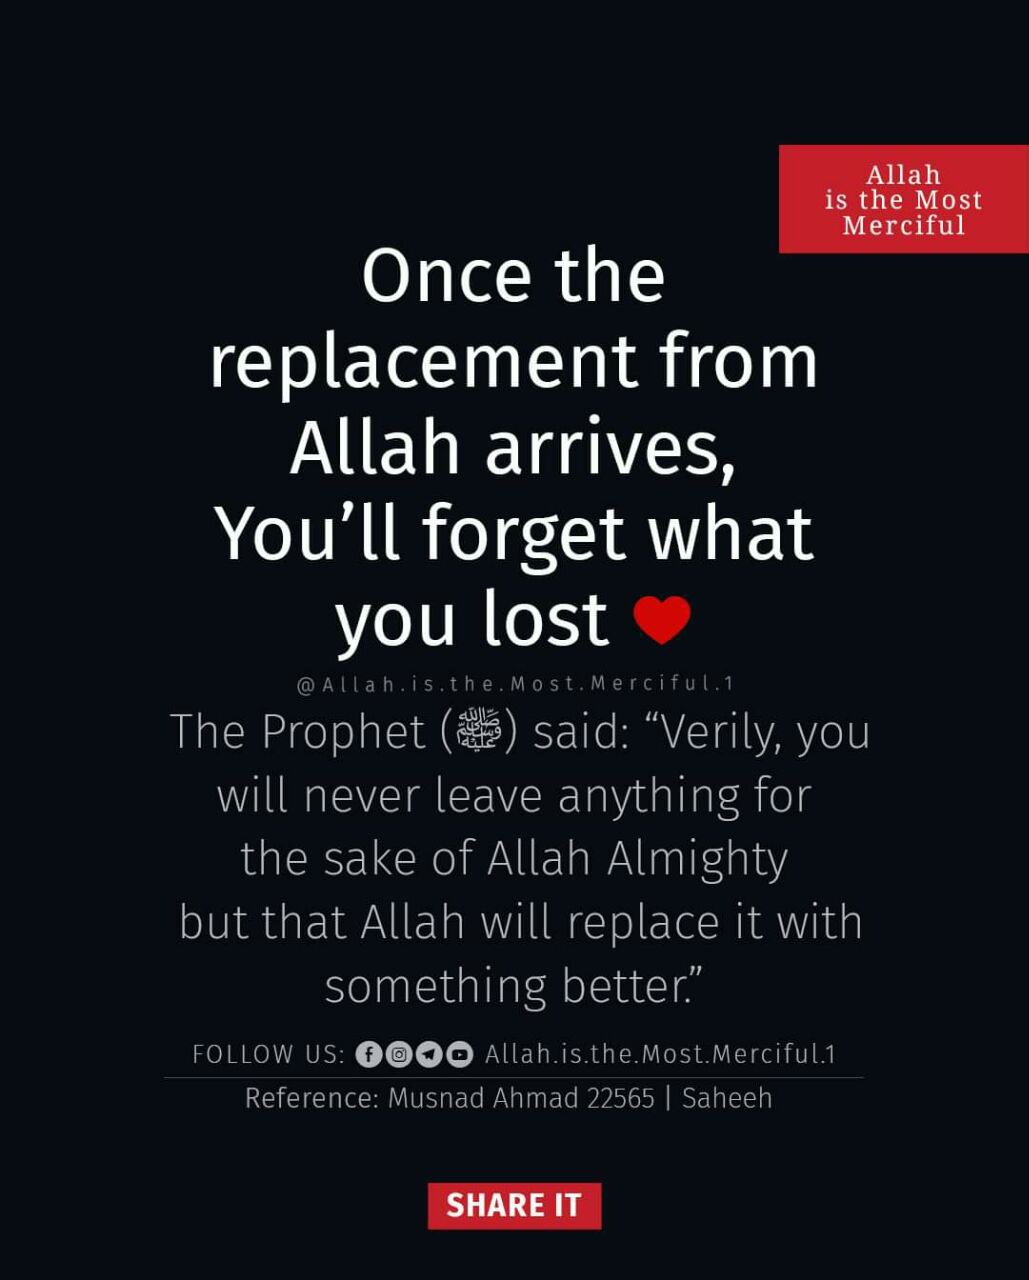 Allah
is the Most
Merciful
Once the
replacement from
Allah arrives,
You’ll forget what
you lost
@Allah.is.the.Most.Merciful.1
The Prophet (ﷺ) said: “Verily, you
will never leave anything for
the sake of Allah Almighty
but that Allah will replace it with
something better.”
FOLLOW US: Allah.is.the.Most.Merciful.1
Reference: Musnad Ahmad 22565 | Saheeh
SHARE IT